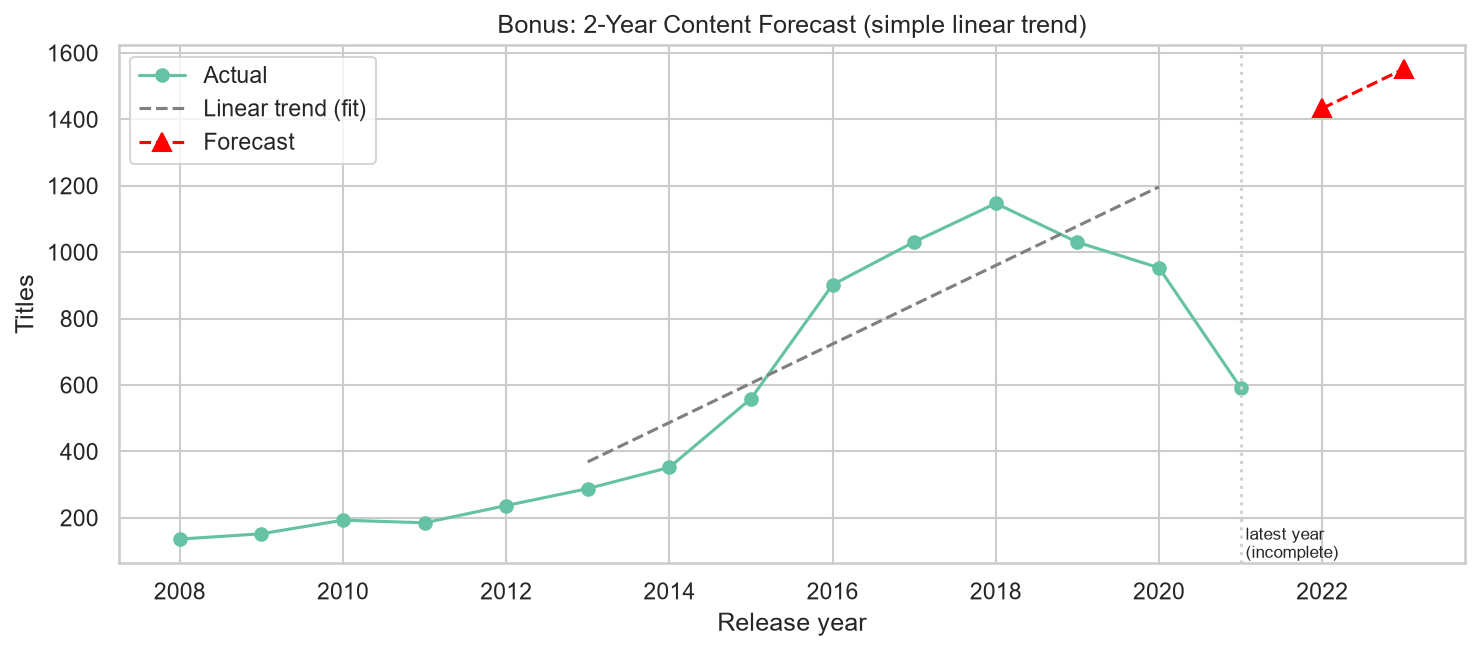 Bonus: 2-Year Content Forecast (simple linear trend)
Actual
Linear trend (fit)
Forecast
1600
1400
1200
1000
800
600
400
200
Titles
latest year
(incomplete)
2008 2010 2012 2014 2016 2018 2020 2022
Release year